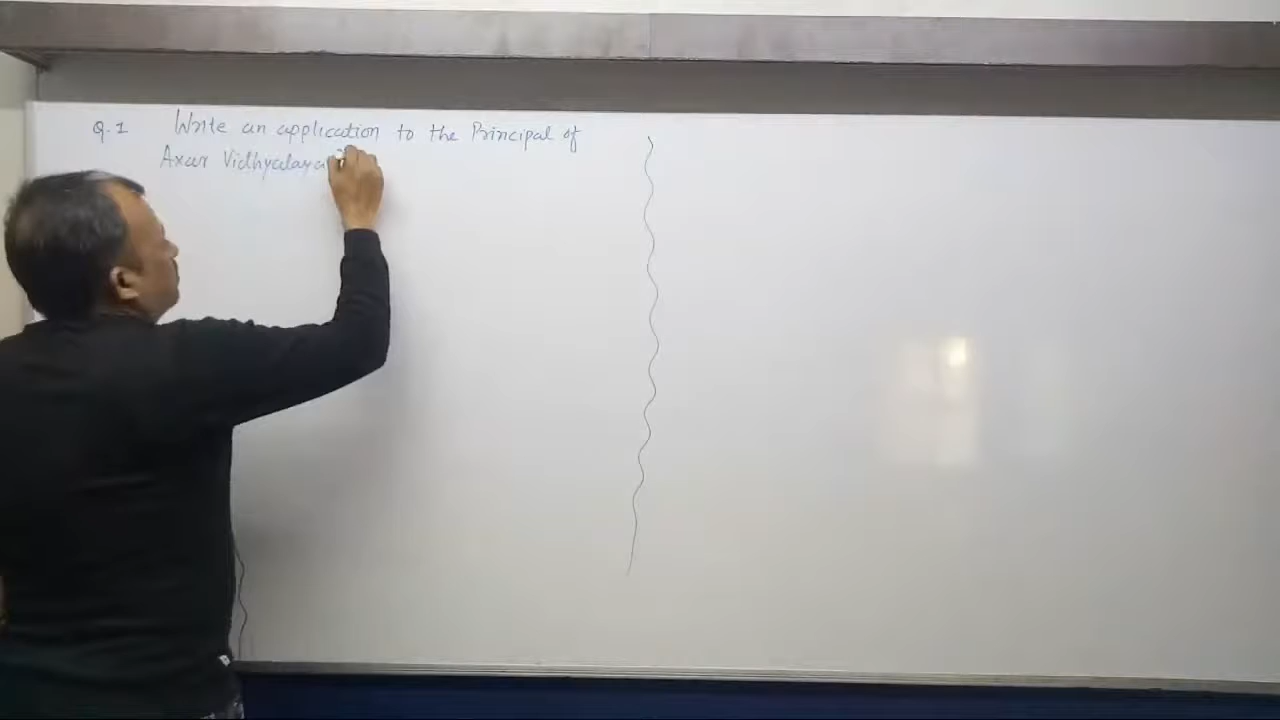 Q.1 Write an application to the Principal of
Axar Vidhyalaya